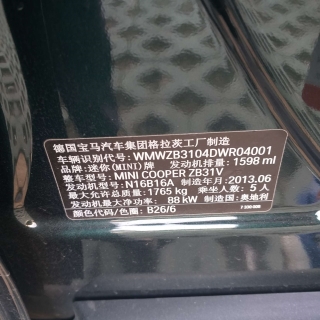 德国宝马汽车集团格拉茨工厂制造
车辆识别代号: WMWZB3104DWR04001
品牌: 迷你(MINI)牌 发动机排量: 1598 ml
整车型号: MINI COOPER ZB31V
发动机型号: N16B16A 制造年月: 2013.06
最大允许总质量: 1765 kg 乘坐人数: 5 人
发动机最大净功率: 88 kW 制造国: 奥地利
颜色代码/色圈: B26/6